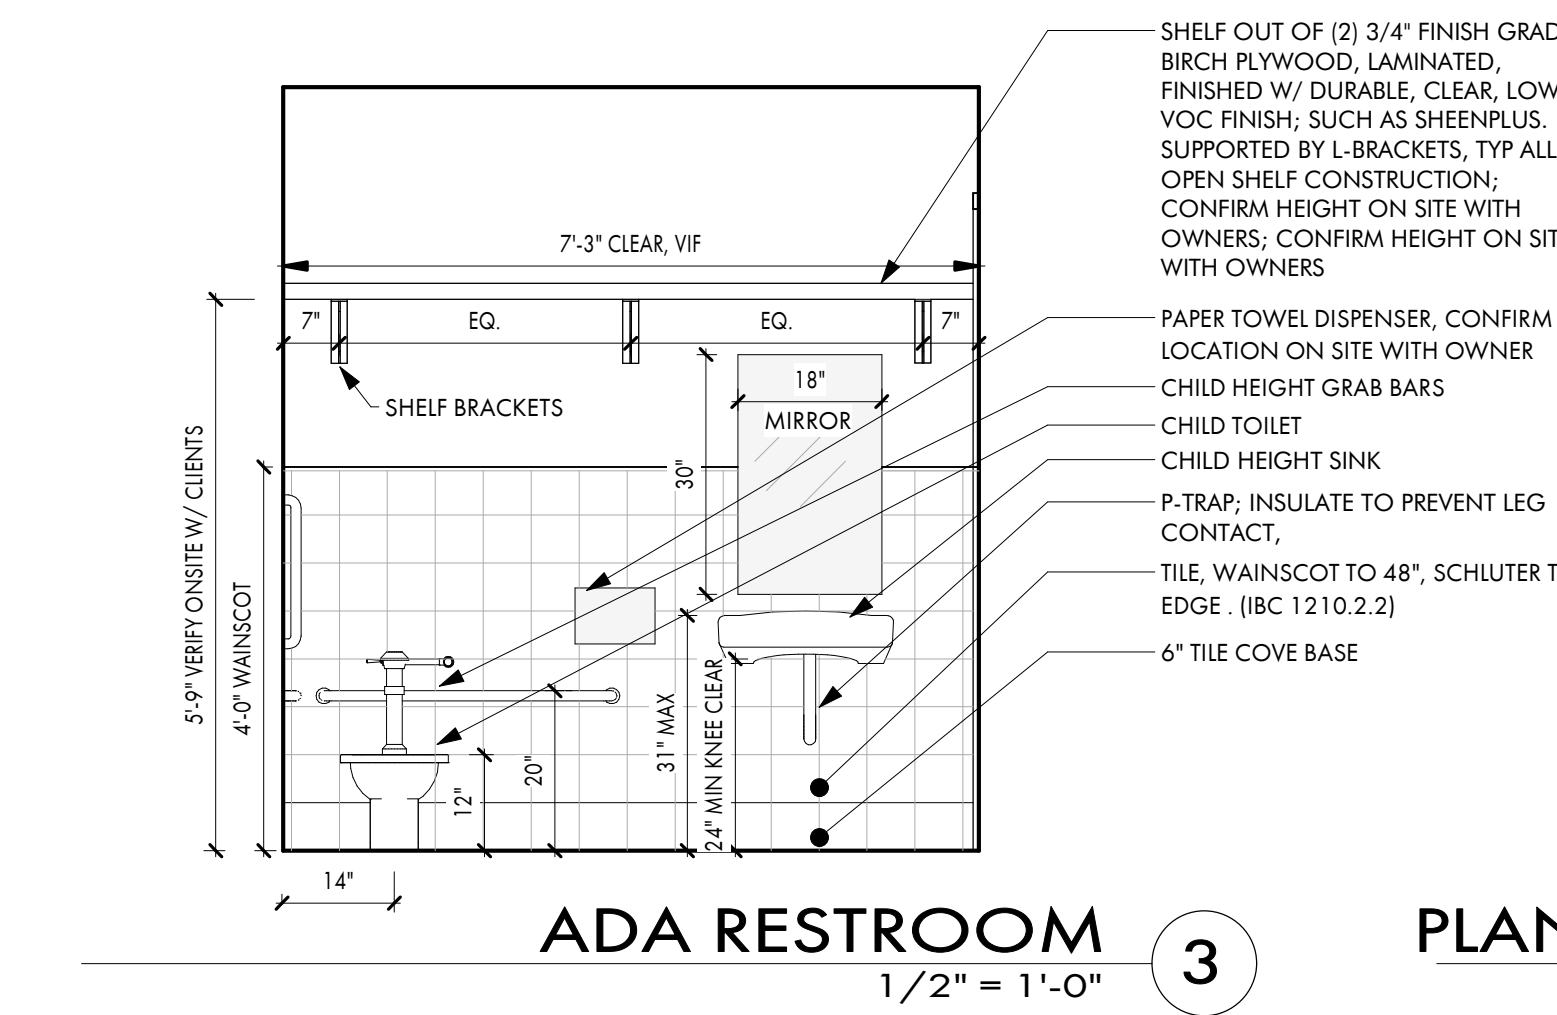 SHELF OUT OF (2) 3/4" FINISH GRAD
BIRCH PLYWOOD, LAMINATED,
FINISHED W/ DURABLE, CLEAR, LOW
VOC FINISH; SUCH AS SHEENPLUS.
SUPPORTED BY L-BRACKETS, TYP ALL
OPEN SHELF CONSTRUCTION;
CONFIRM HEIGHT ON SITE WITH
OWNERS; CONFIRM HEIGHT ON SIT
WITH OWNERS
7'-3" CLEAR, VIF
7"
EQ.
EQ.
7"
PAPER TOWEL DISPENSER, CONFIRM
LOCATION ON SITE WITH OWNER
18"
MIRROR
SHELF BRACKETS
CHILD HEIGHT GRAB BARS
CHILD TOILET
CHILD HEIGHT SINK
30"
P-TRAP; INSULATE TO PREVENT LEG
CONTACT,
TILE, WAINSCOT TO 48", SCHLUTER T
EDGE . (IBC 1210.2.2)
6" TILE COVE BASE
5'-9" VERIFY ONSITE W/ CLIENTS
4'-0" WAINSCOT
12"
20"
31" MAX
24" MIN KNEE CLEAR
14"
ADA RESTROOM
3
1/2" = 1'-0"
PLAN